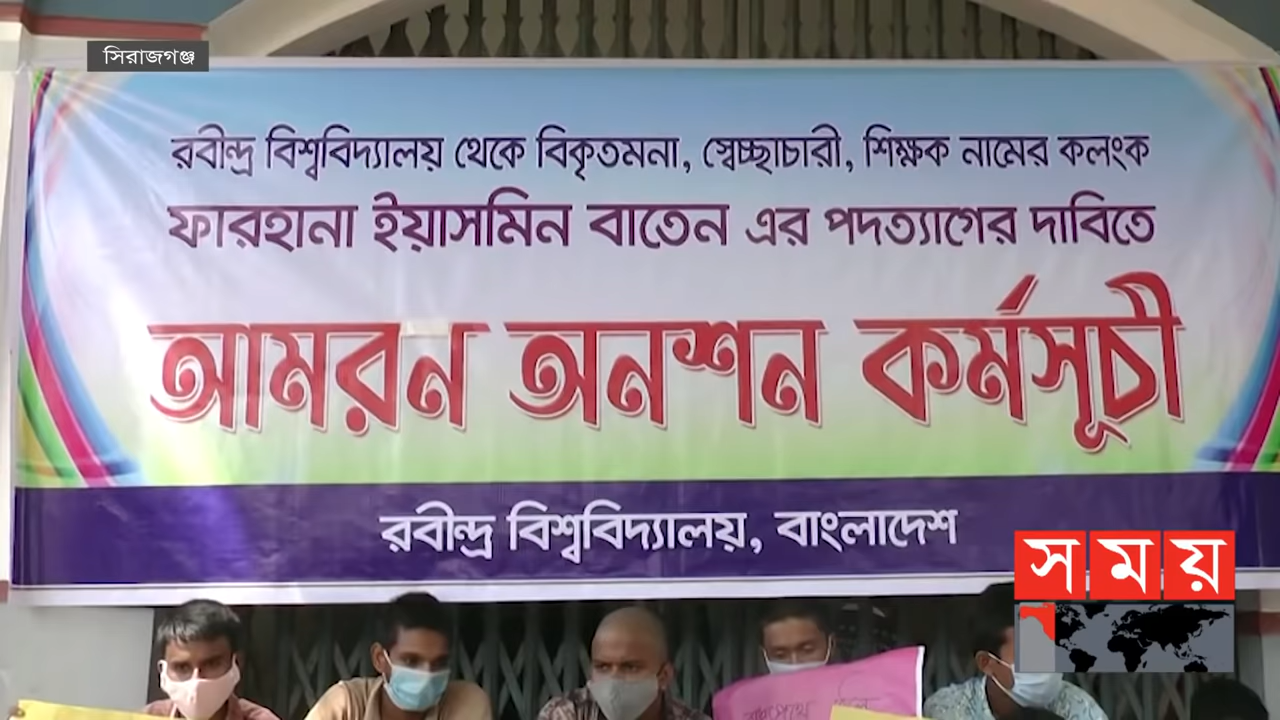 সিরাজগঞ্জ
রবীন্দ্র বিশ্ববিদ্যালয় থেকে বিকৃতমনা, স্বেচ্ছাচারী, শিক্ষক নামের কলংক
ফারহানা ইয়াসমিন বাতেন এর পদত্যাগের দাবিতে
আমরন অনশন কর্মসূচী
রবীন্দ্র বিশ্ববিদ্যালয়, বাংলাদেশ
সময়